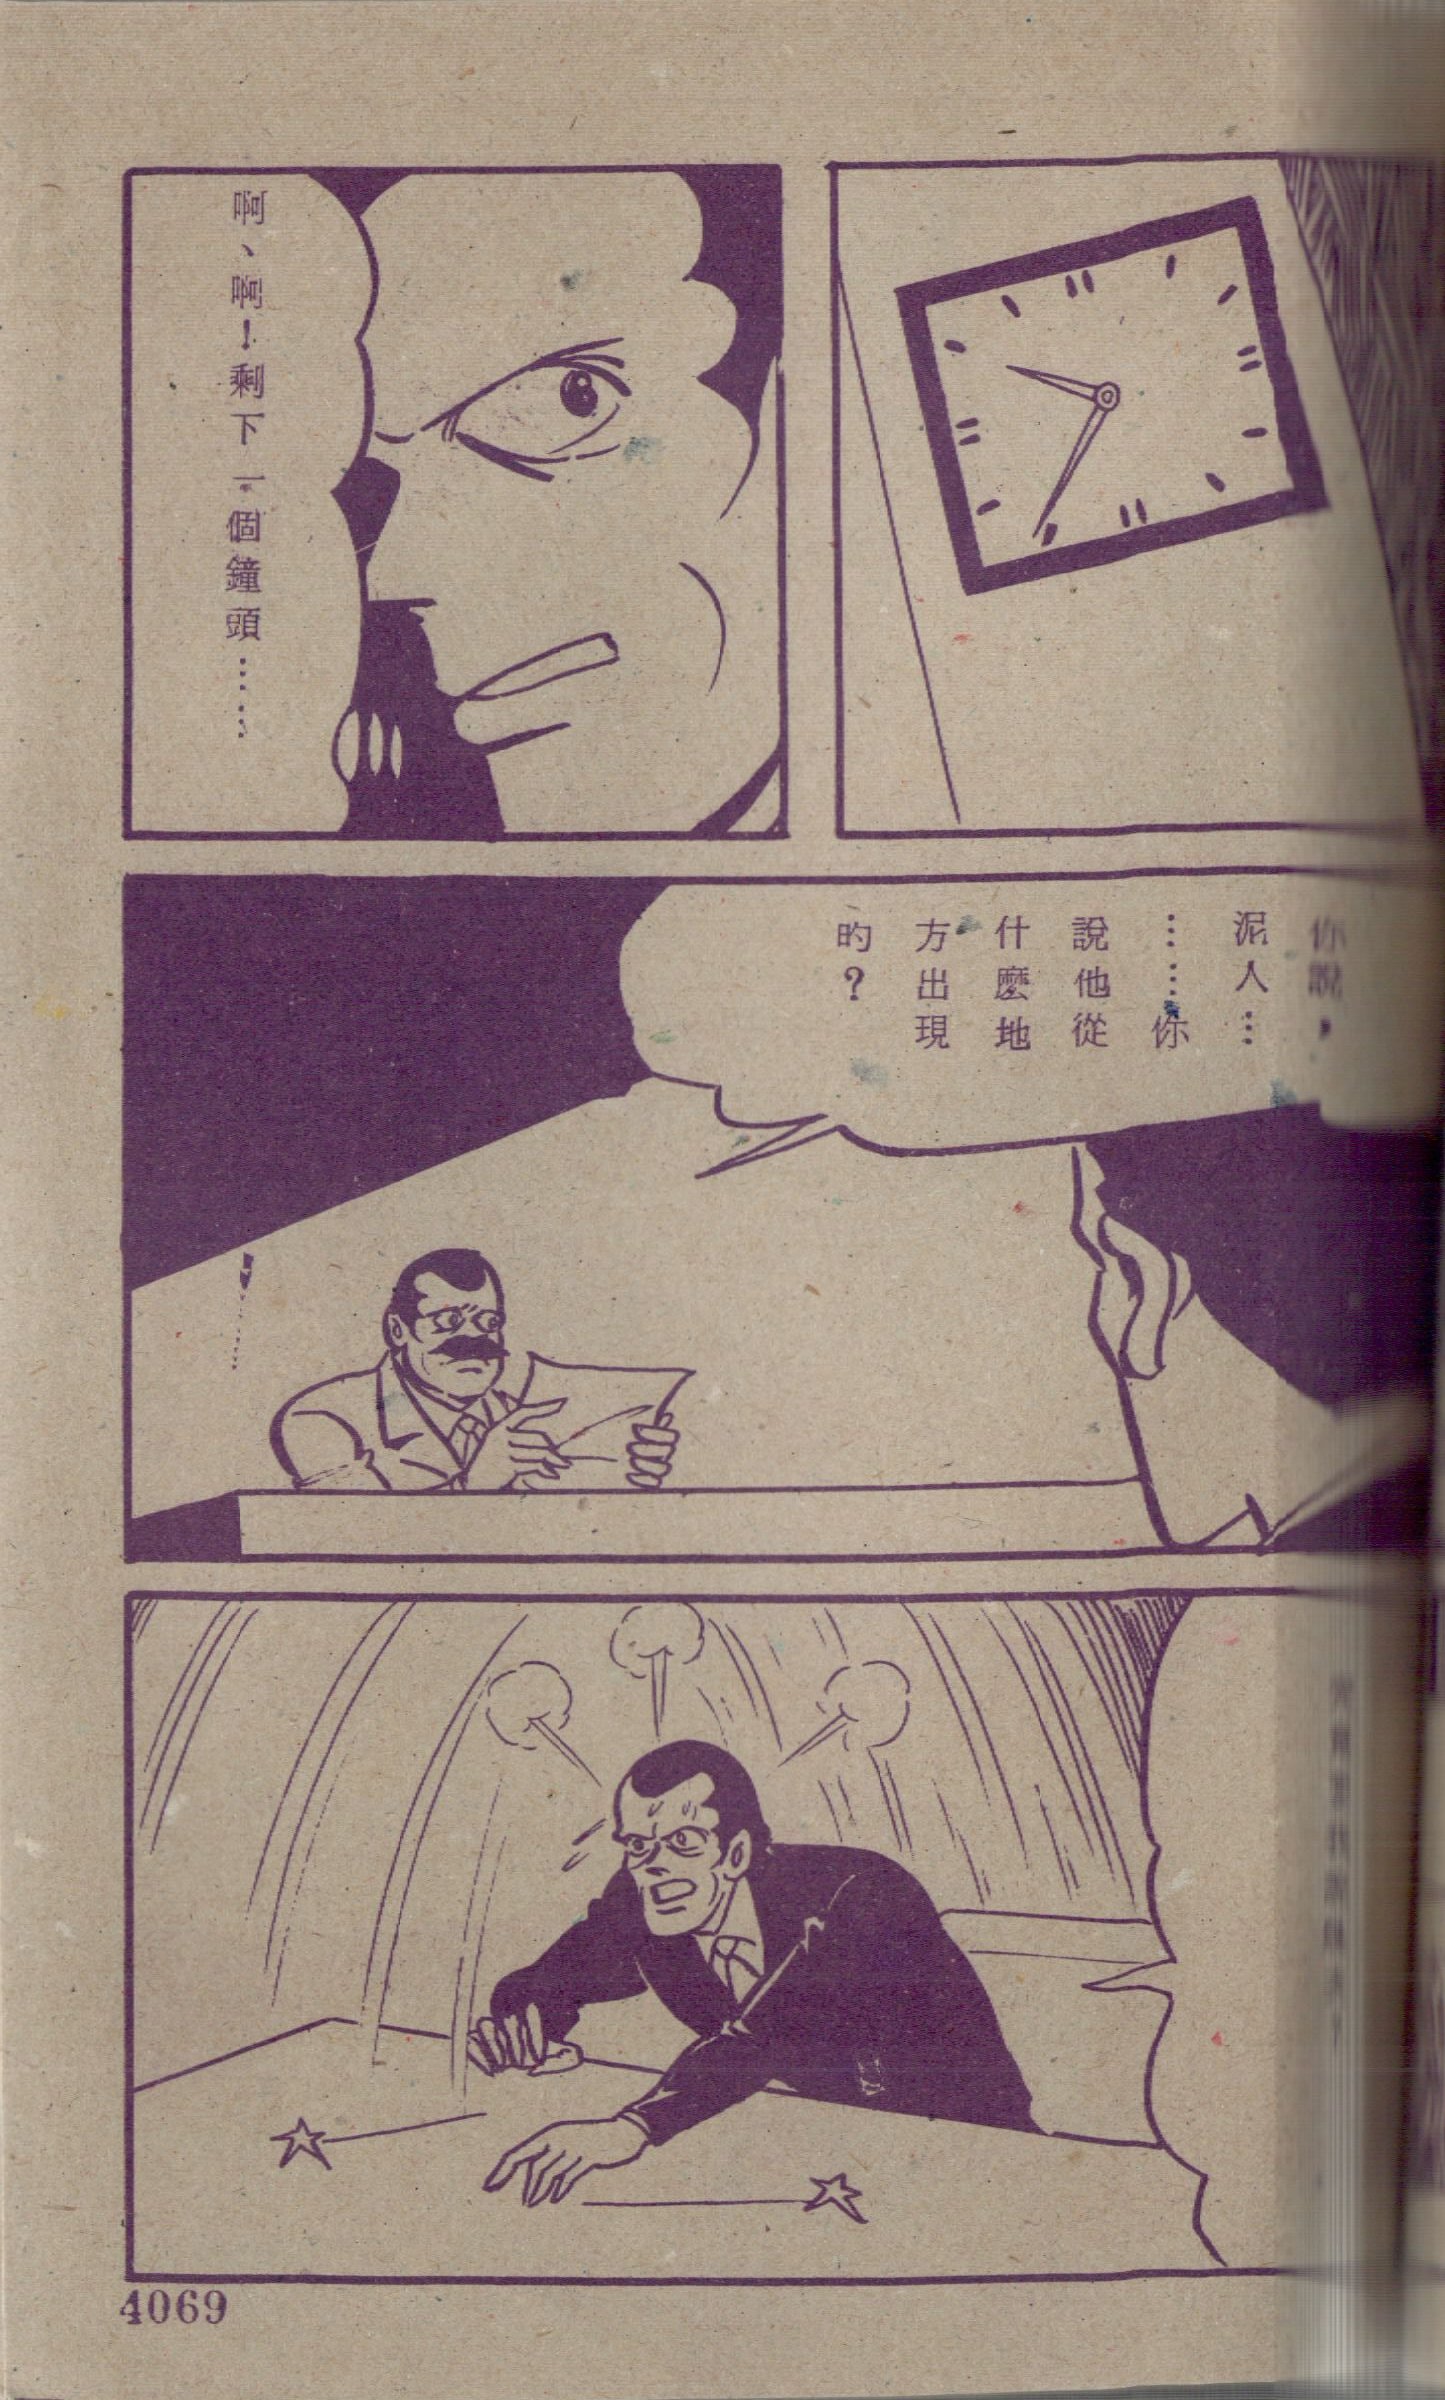 啊、啊！剩下一個鐘頭……
你說，
泥人…
……你
說他從
什麼地
方出現
的？
4069